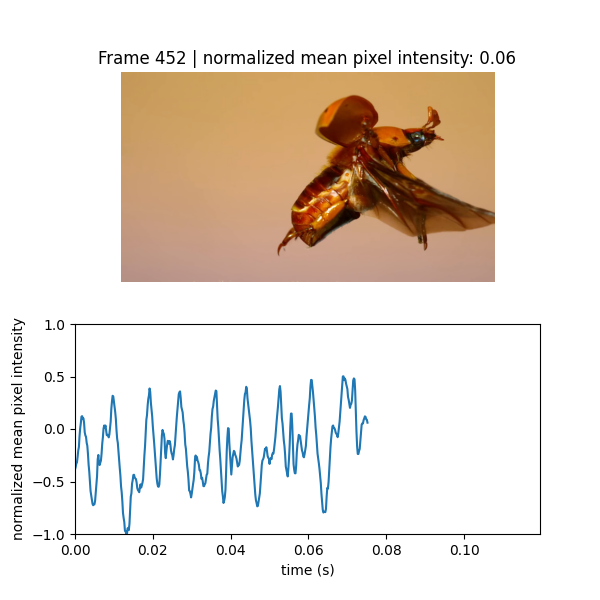 Frame 452 | normalized mean pixel intensity: 0.06
1.0
0.5
0.0
−0.5
−1.0
normalized mean pixel intensity
0.00 0.02 0.04 0.06 0.08 0.10
time (s)